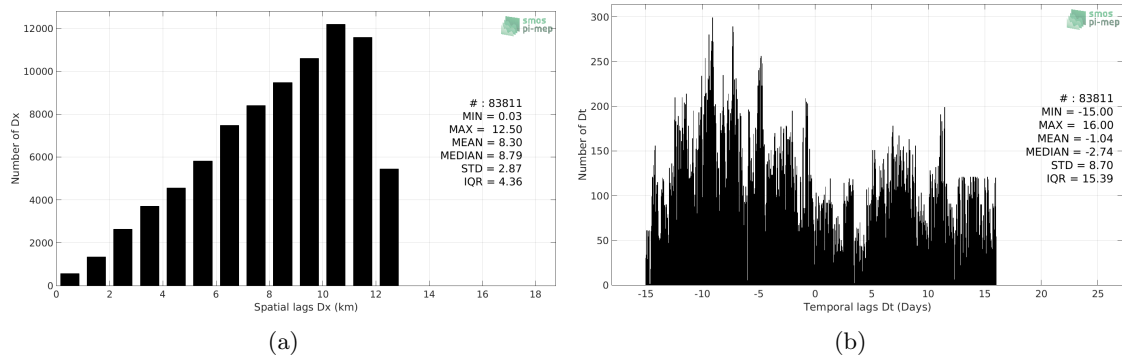 smos
pi-mep
12000
10000
8000
6000
4000
2000
0
Number of Dx
# : 83811
MIN = 0.03
MAX = 12.50
MEAN = 8.30
MEDIAN = 8.79
STD = 2.87
IQR = 4.36
0 2 4 6 8 10 12 14 16 18
Spatial lags Dx (km)
(a)
smos
pi-mep
300
250
200
150
100
50
0
Number of Dt
# : 83811
MIN = -15.00
MAX = 16.00
MEAN = -1.04
MEDIAN = -2.74
STD = 8.70
IQR = 15.39
-15 -10 -5 0 5 10 15 20 25
Temporal lags Dt (Days)
(b)